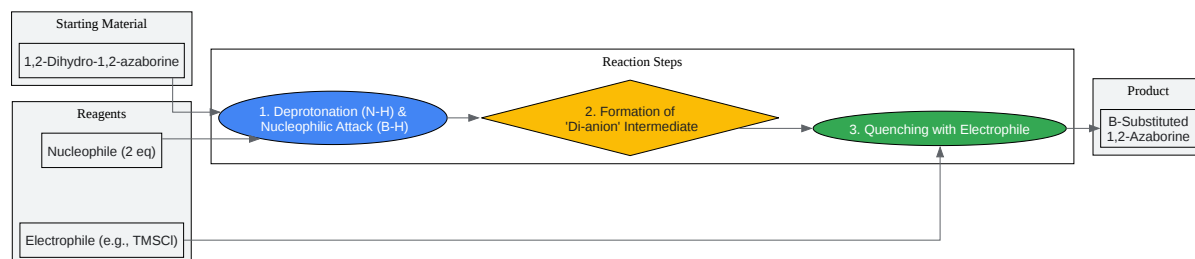 Starting Material
1,2-Dihydro-1,2-azaborine
Reagents
Nucleophile (2 eq)
Electrophile (e.g., TMSCl)
Reaction Steps
1. Deprotonation (N-H) &
Nucleophilic Attack (B-H)
2. Formation of
'Di-anion' Intermediate
3. Quenching with Electrophile
Product
B-Substituted
1,2-Azaborine